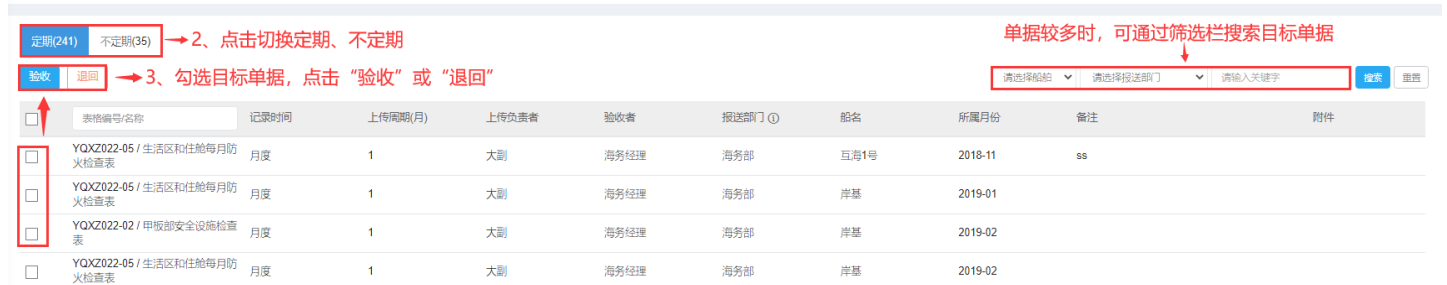 单据较多时，可通过筛选栏搜索目标单据
定期(241) 不定期(35) 2、点击切换定期、不定期
验收 退回 3、勾选目标单据，点击“验收”或“退回” 请选择船舶 请选择报送部门 请输入关键字 搜索 重置
表格编号/名称 记录时间 上传周期(月) 上传负责者 验收者 报送部门 船名 所属月份 备注 附件
YQXZ022-05 / 生活区和住舱每月防
火检查表 月度 1 大副 海务经理 海务部 互海1号 2018-11 ss
YQXZ022-05 / 生活区和住舱每月防
火检查表 月度 1 大副 海务经理 海务部 岸基 2019-01
YQXZ022-02 / 甲板部安全设施检查
表 月度 1 大副 海务经理 海务部 岸基 2019-02
YQXZ022-05 / 生活区和住舱每月防
火检查表 月度 1 大副 海务经理 海务部 岸基 2019-02